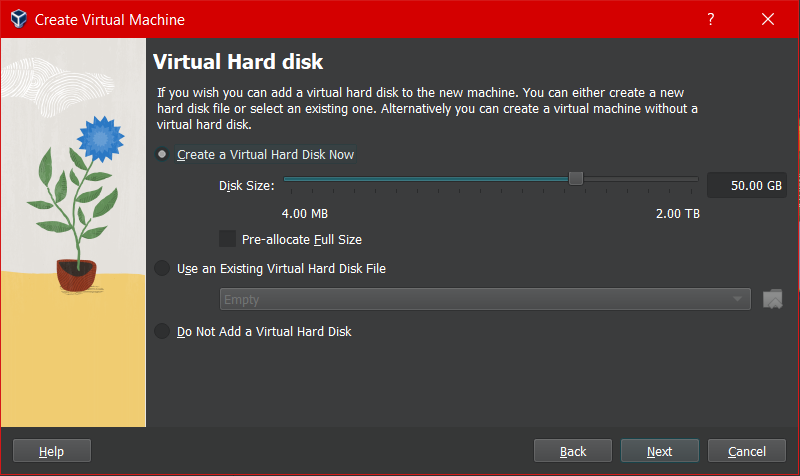 Create Virtual Machine
?
Virtual Hard disk
If you wish you can add a virtual hard disk to the new machine. You can either create a new
hard disk file or select an existing one. Alternatively you can create a virtual machine without a
virtual hard disk.
Create a Virtual Hard Disk Now
Disk Size:
50.00 GB
4.00 MB
2.00 TB
Pre-allocate Full Size
Use an Existing Virtual Hard Disk File
Empty
Do Not Add a Virtual Hard Disk
Help
Back
Next
Cancel